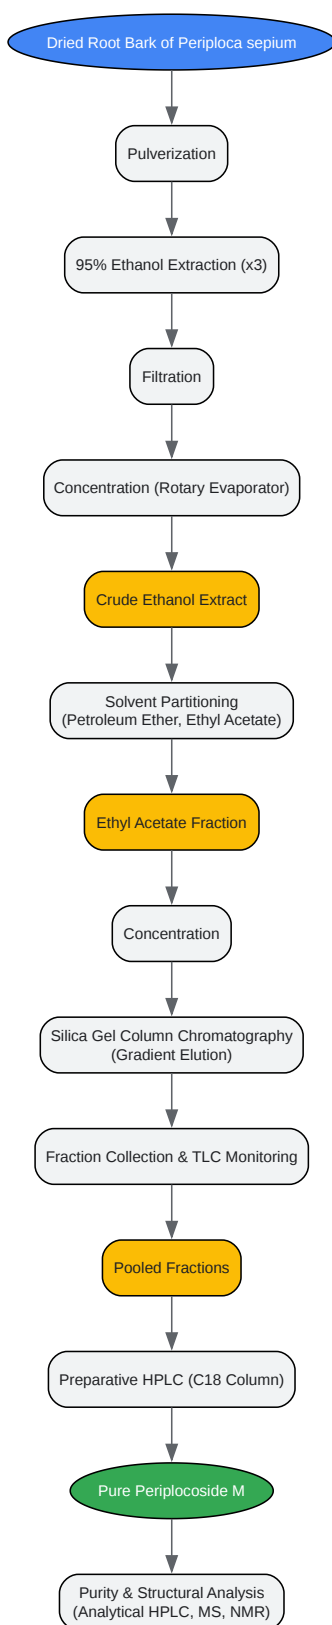 Dried Root Bark of Periploca sepium
Pulverization
95% Ethanol Extraction (x3)
Filtration
Concentration (Rotary Evaporator)
Crude Ethanol Extract
Solvent Partitioning
(Petroleum Ether, Ethyl Acetate)
Ethyl Acetate Fraction
Concentration
Silica Gel Column Chromatography
(Gradient Elution)
Fraction Collection & TLC Monitoring
Pooled Fractions
Preparative HPLC (C18 Column)
Pure Periplocoside M
Purity & Structural Analysis
(Analytical HPLC, MS, NMR)